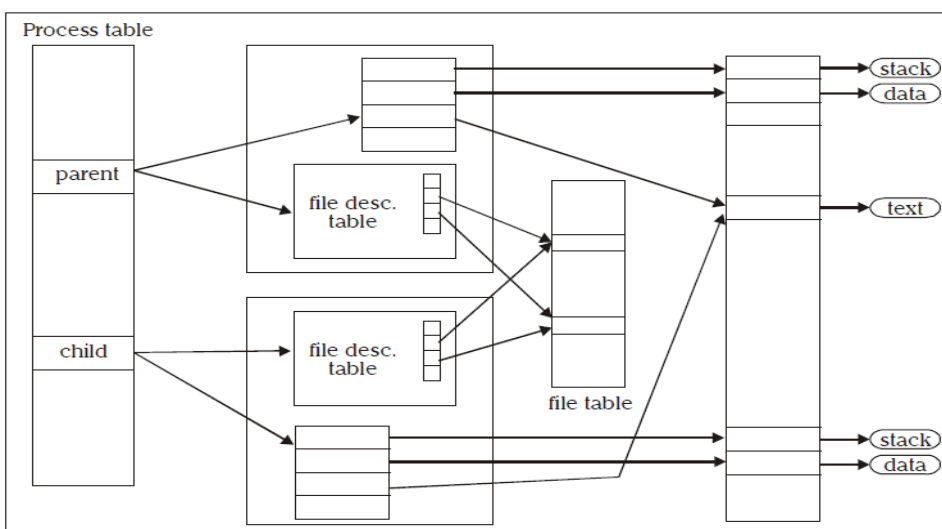 Process table
stack
data
parent
file desc.
table
text
child
file desc.
table
file table
stack
data